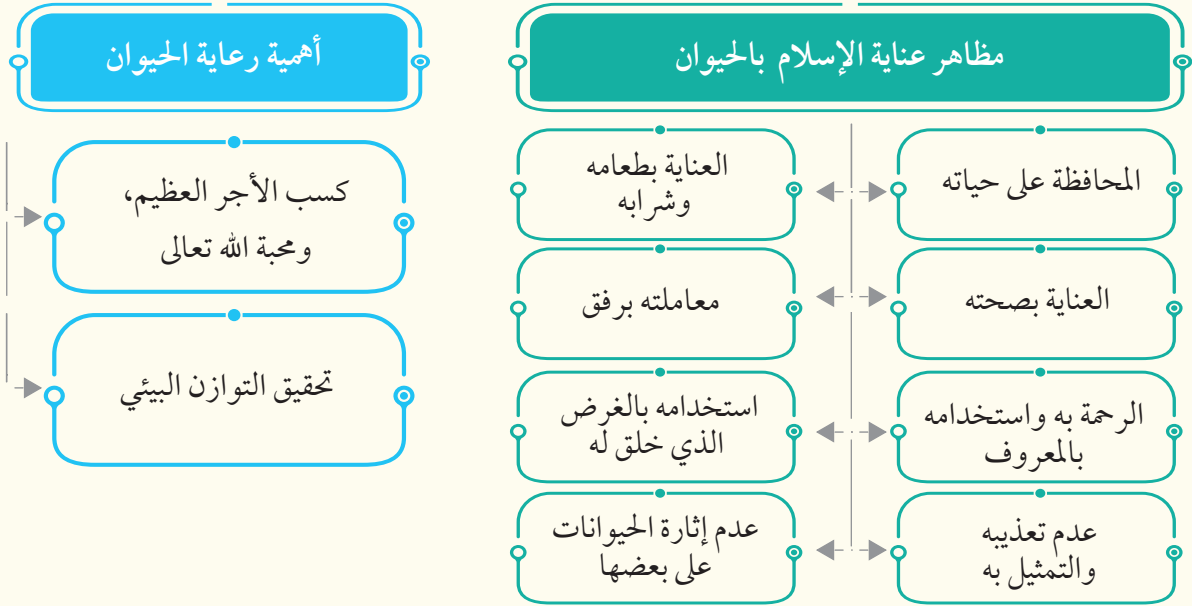 مظاهر عناية الإسلام بالحيوان
المحافظة على حياته
العناية بطعامه
وشرابه
العناية بصحته
معاملته برفق
الرحمة به واستخدامه
بالمعروف
استخدامه بالغرض
الذي خلق له
عدم تعذيبه
والتمثيل به
عدم إثارة الحيوانات
على بعضها
أهمية رعاية الحيوان
كسب الأجر العظيم،
ومحبة الله تعالى
تحقيق التوازن البيئي